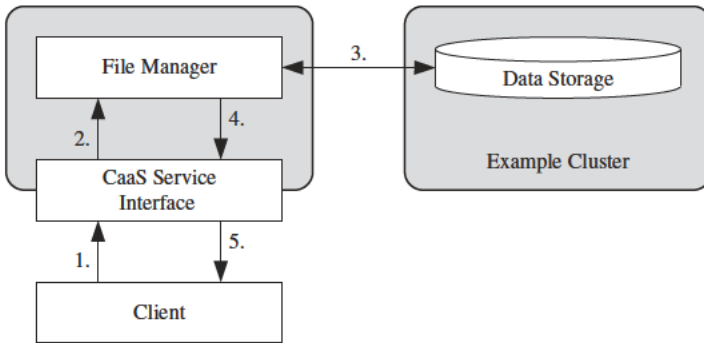 File Manager
3.
Data Storage
2.
4.
Example Cluster
CaaS Service
Interface
1.
5.
Client